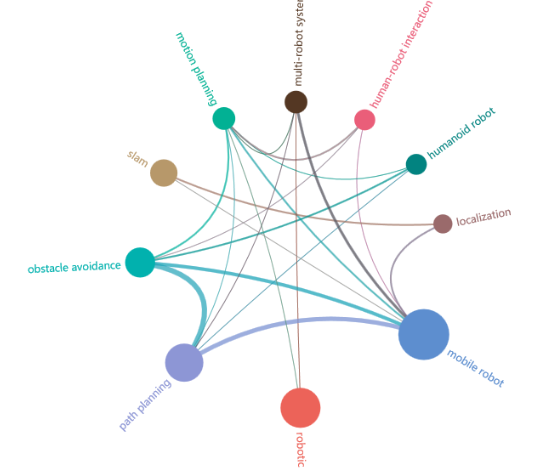 motion planning
multi-robot system
human-robot interaction
humanoid robot
slam
localization
obstacle avoidance
mobile robot
path planning
robotic